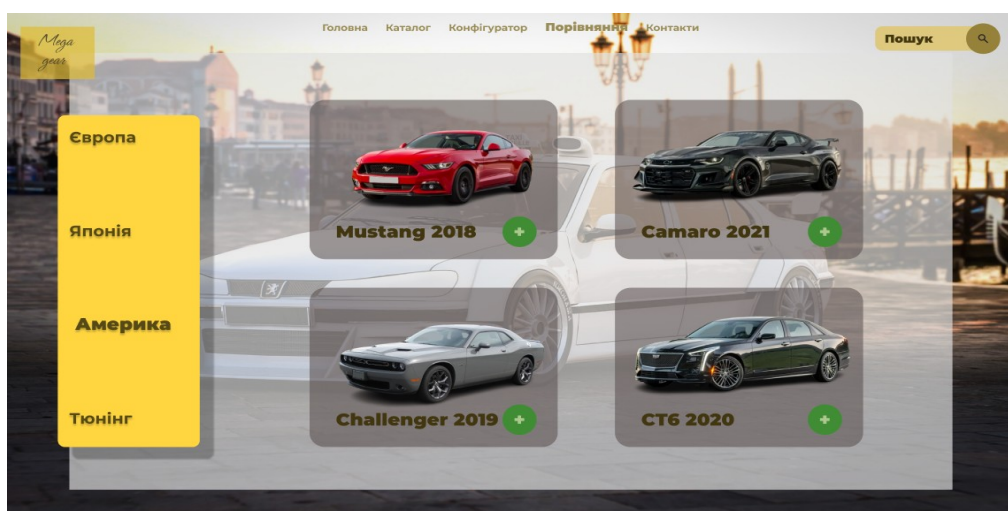 Mega
gear
Головна Каталог Конфігуратор Порівняння Контакти
Пошук
Європа
Японія
Америка
Тюнінг
Mustang 2018 +
Camaro 2021 +
Challenger 2019 +
CT6 2020 +